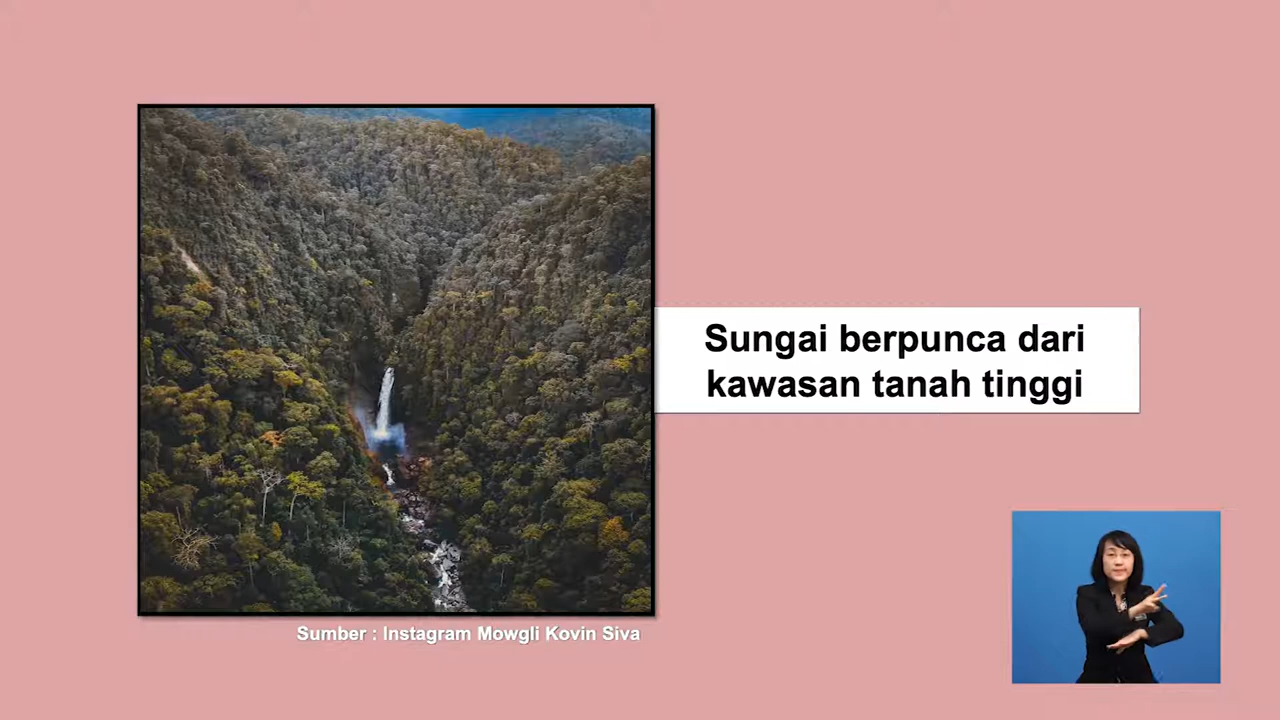 Sungai berpunca dari
kawasan tanah tinggi
Sumber : Instagram Mowgli Kovin Siva